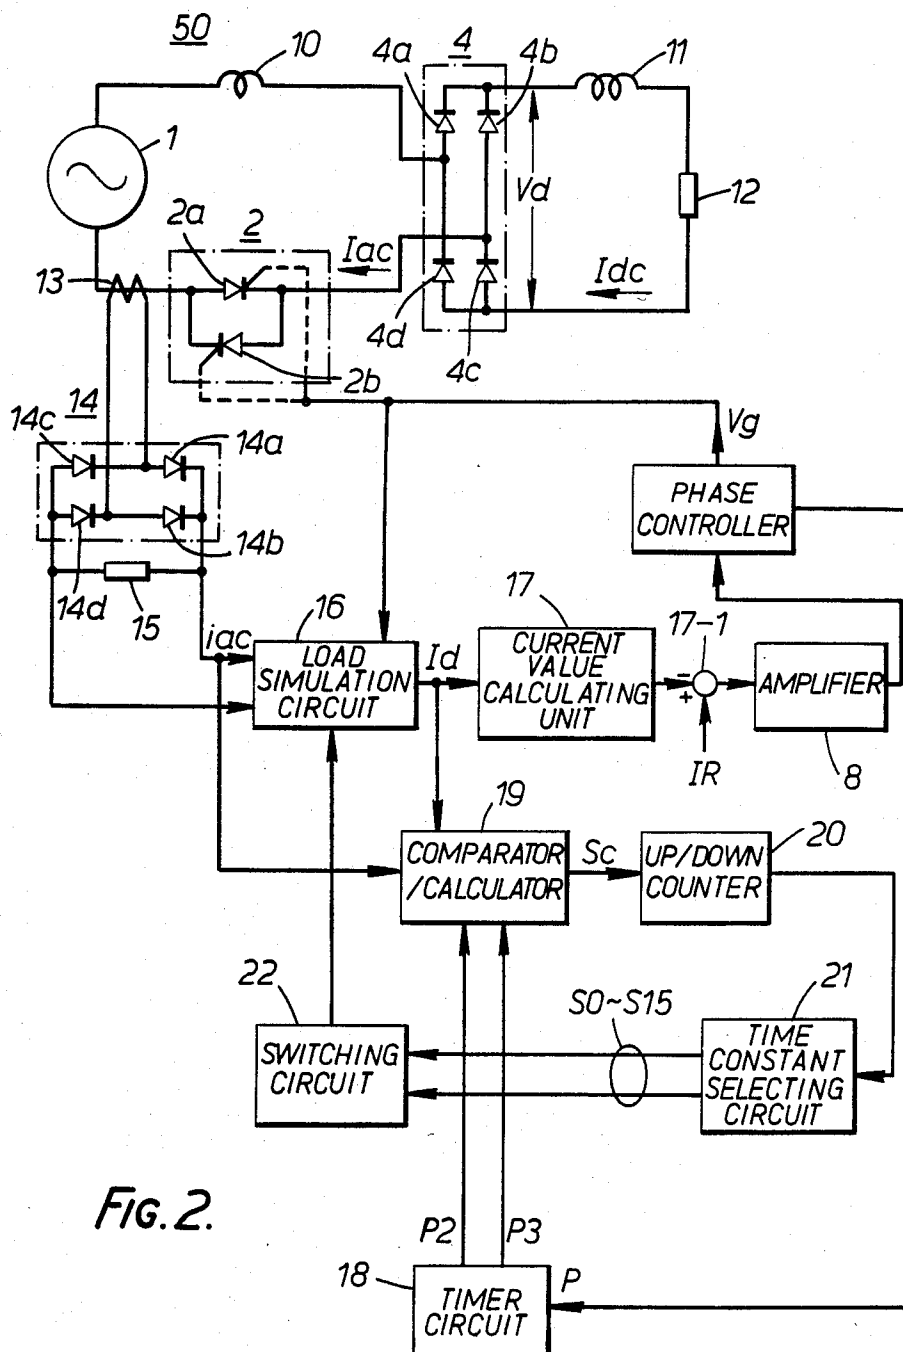 50
10
4a
4
4b
11
1
2a
2
Iac
Vd
12
13
Idc
4d
4c
2b
14
14c
14a
Vg
PHASE
CONTROLLER
14b
14d
15
iac
16
LOAD
SIMULATION
CIRCUIT
Id
17
CURRENT
VALUE
CALCULATING
UNIT
17-1
-
+
IR
AMPLIFIER
8
19
COMPARATOR
/CALCULATOR
Sc
20
UP/DOWN
COUNTER
22
SWITCHING
CIRCUIT
S0~S15
21
TIME
CONSTANT
SELECTING
CIRCUIT
FIG. 2.
P2
P3
18
TIMER
CIRCUIT
P